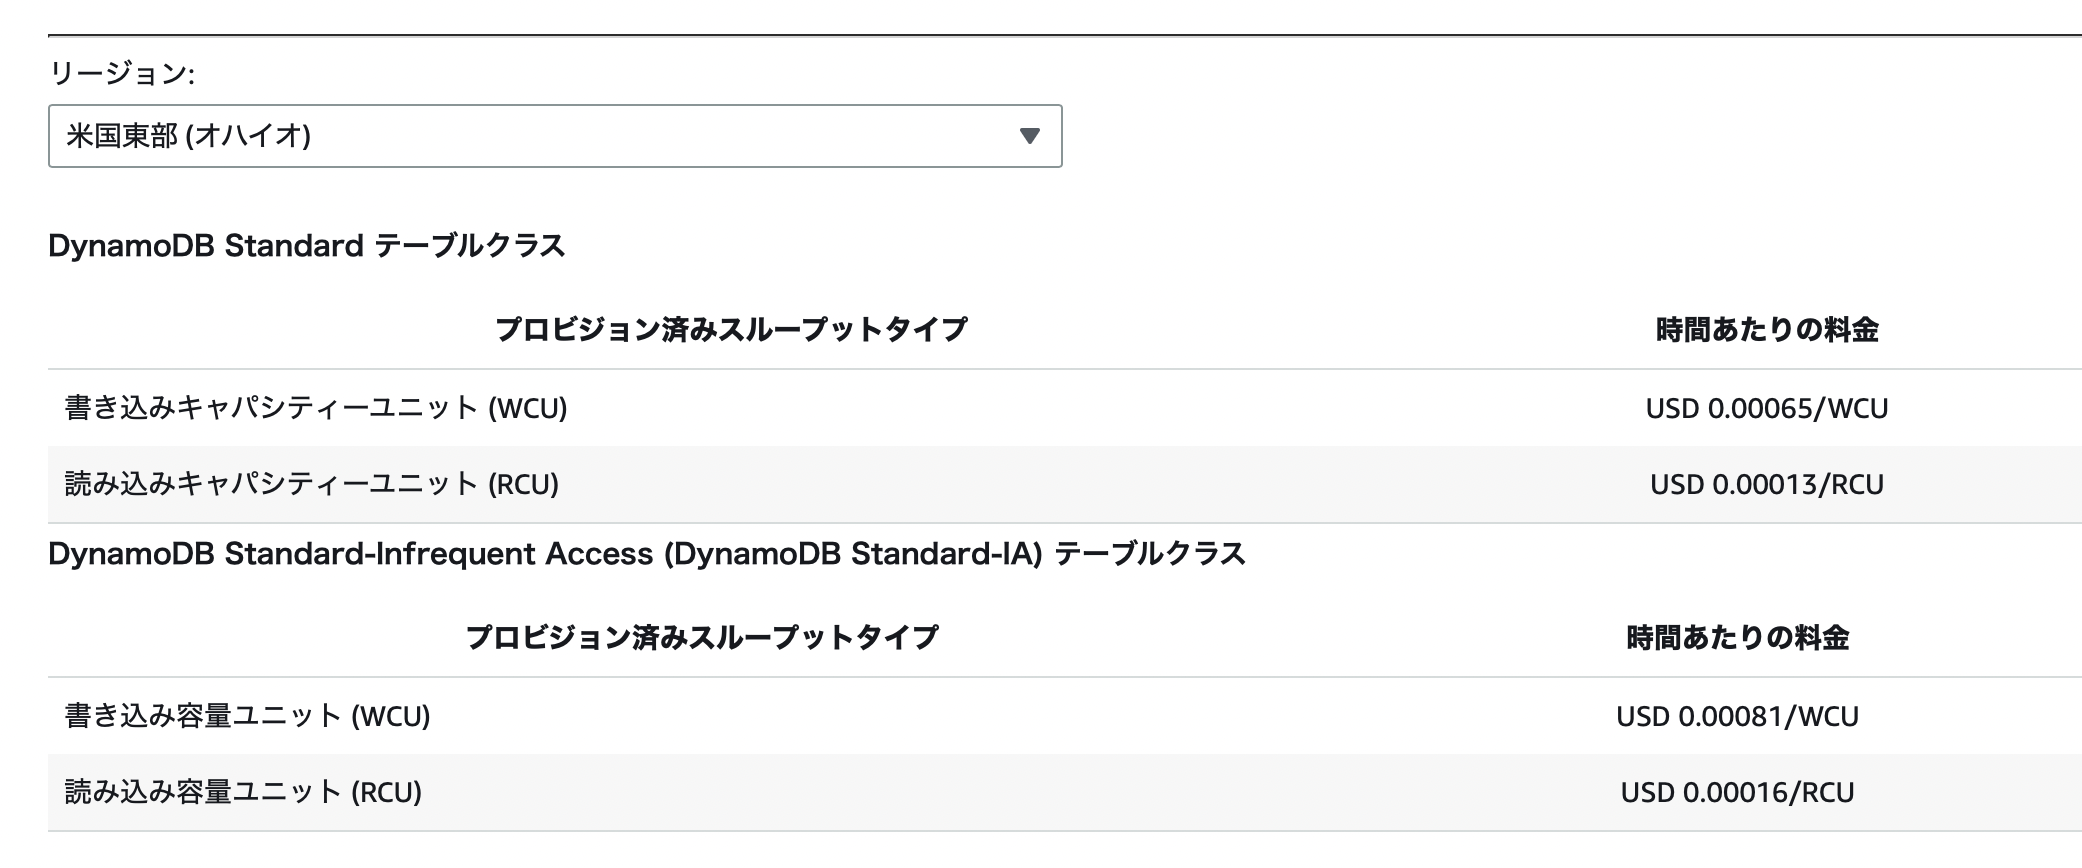 リージョン:
米国東部 (オハイオ)
DynamoDB Standard テーブルクラス
プロビジョン済みスループットタイプ 時間あたりの料金
書き込みキャパシティーユニット (WCU) USD 0.00065/WCU
読み込みキャパシティーユニット (RCU) USD 0.00013/RCU
DynamoDB Standard-Infrequent Access (DynamoDB Standard-IA) テーブルクラス
プロビジョン済みスループットタイプ 時間あたりの料金
書き込み容量ユニット (WCU) USD 0.00081/WCU
読み込み容量ユニット (RCU) USD 0.00016/RCU